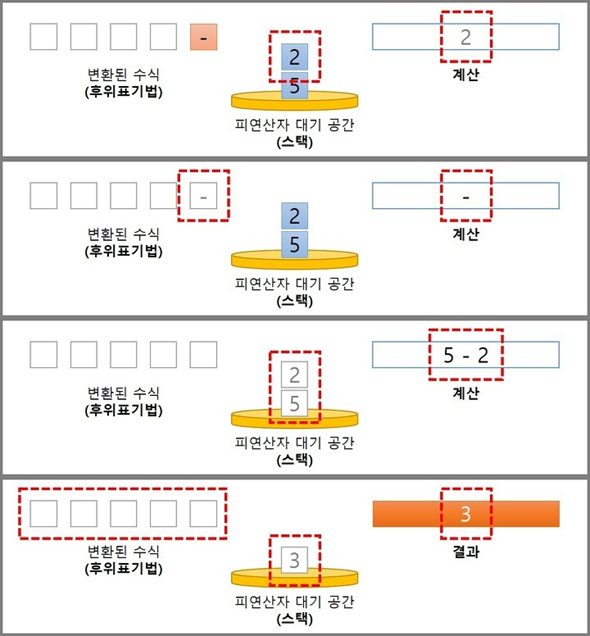 -
2
5
2
변환된 수식
(후위표기법)
피연산자 대기 공간
(스택)
계산
-
2
5
-
변환된 수식
(후위표기법)
피연산자 대기 공간
(스택)
계산
2
5
5 - 2
변환된 수식
(후위표기법)
피연산자 대기 공간
(스택)
계산
3
3
변환된 수식
(후위표기법)
피연산자 대기 공간
(스택)
결과